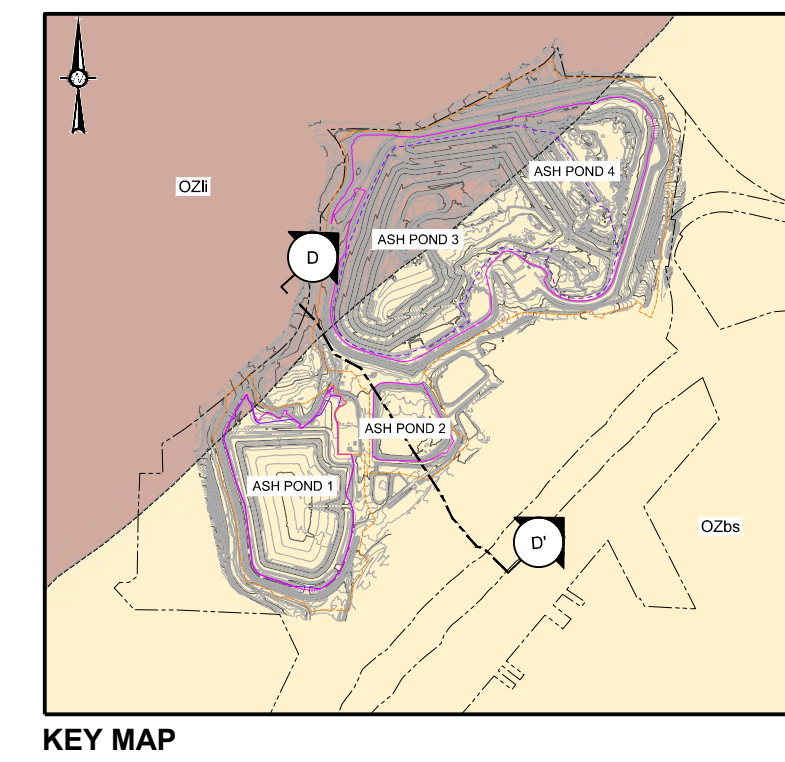 N
OZli
ASH POND 4
ASH POND 3
D
ASH POND 2
ASH POND 1
OZbs
D'
KEY MAP